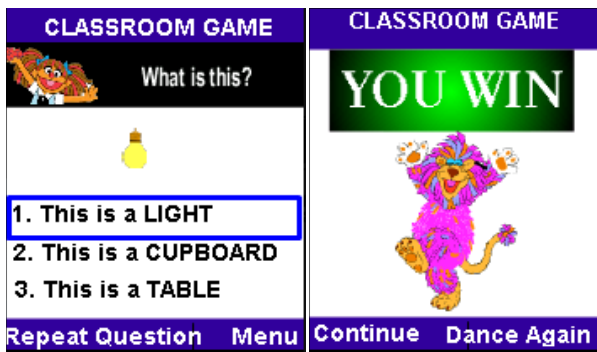 CLASSROOM GAME
What is this?
1. This is a LIGHT
2. This is a CUPBOARD
3. This is a TABLE
Repeat Question Menu
CLASSROOM GAME
YOU WIN
Continue Dance Again